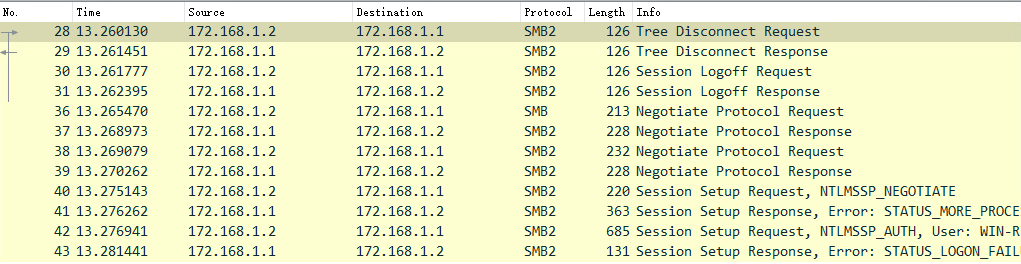 No. Time Source Destination Protocol Length Info
28 13.260130 172.168.1.2 172.168.1.1 SMB2 126 Tree Disconnect Request
29 13.261451 172.168.1.1 172.168.1.2 SMB2 126 Tree Disconnect Response
30 13.261777 172.168.1.2 172.168.1.1 SMB2 126 Session Logoff Request
31 13.262395 172.168.1.1 172.168.1.2 SMB2 126 Session Logoff Response
36 13.265470 172.168.1.2 172.168.1.1 SMB 213 Negotiate Protocol Request
37 13.268973 172.168.1.1 172.168.1.2 SMB2 228 Negotiate Protocol Response
38 13.269079 172.168.1.2 172.168.1.1 SMB2 232 Negotiate Protocol Request
39 13.270262 172.168.1.1 172.168.1.2 SMB2 228 Negotiate Protocol Response
40 13.275143 172.168.1.2 172.168.1.1 SMB2 220 Session Setup Request, NTLMSSP_NEGOTIATE
41 13.276262 172.168.1.1 172.168.1.2 SMB2 363 Session Setup Response, Error: STATUS_MORE_PROCE
42 13.276941 172.168.1.2 172.168.1.1 SMB2 685 Session Setup Request, NTLMSSP_AUTH, User: WIN-R
43 13.281441 172.168.1.1 172.168.1.2 SMB2 131 Session Setup Response, Error: STATUS_LOGON_FAIL